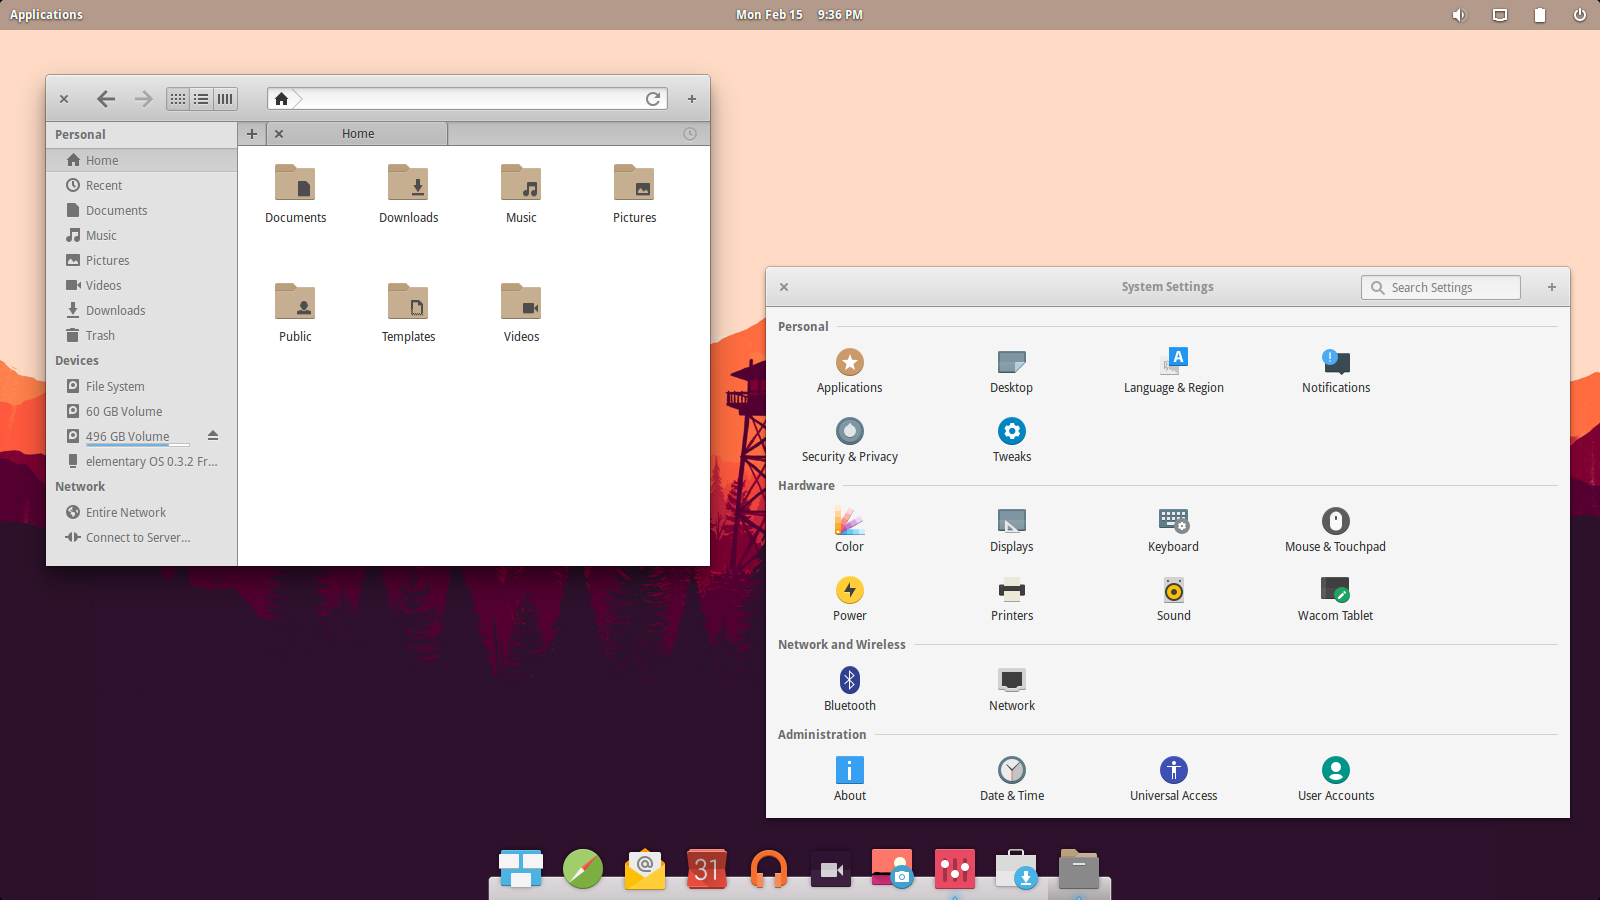 Applications
Mon Feb 15 9:36 PM
Personal
Home
Recent
Documents
Music
Pictures
Videos
Downloads
Trash
Devices
File System
60 GB Volume
496 GB Volume
elementary OS 0.3.2 Fr...
Network
Entire Network
Connect to Server...
Home
Documents
Downloads
Music
Pictures
Public
Templates
Videos
System Settings
Search Settings
Personal
Applications
Desktop
A
Language & Region
!
Notifications
Security & Privacy
Tweaks
Hardware
Color
Displays
Keyboard
Mouse & Touchpad
Power
Printers
Sound
Wacom Tablet
Network and Wireless
Bluetooth
Network
Administration
i
About
Date & Time
Universal Access
User Accounts
@
31